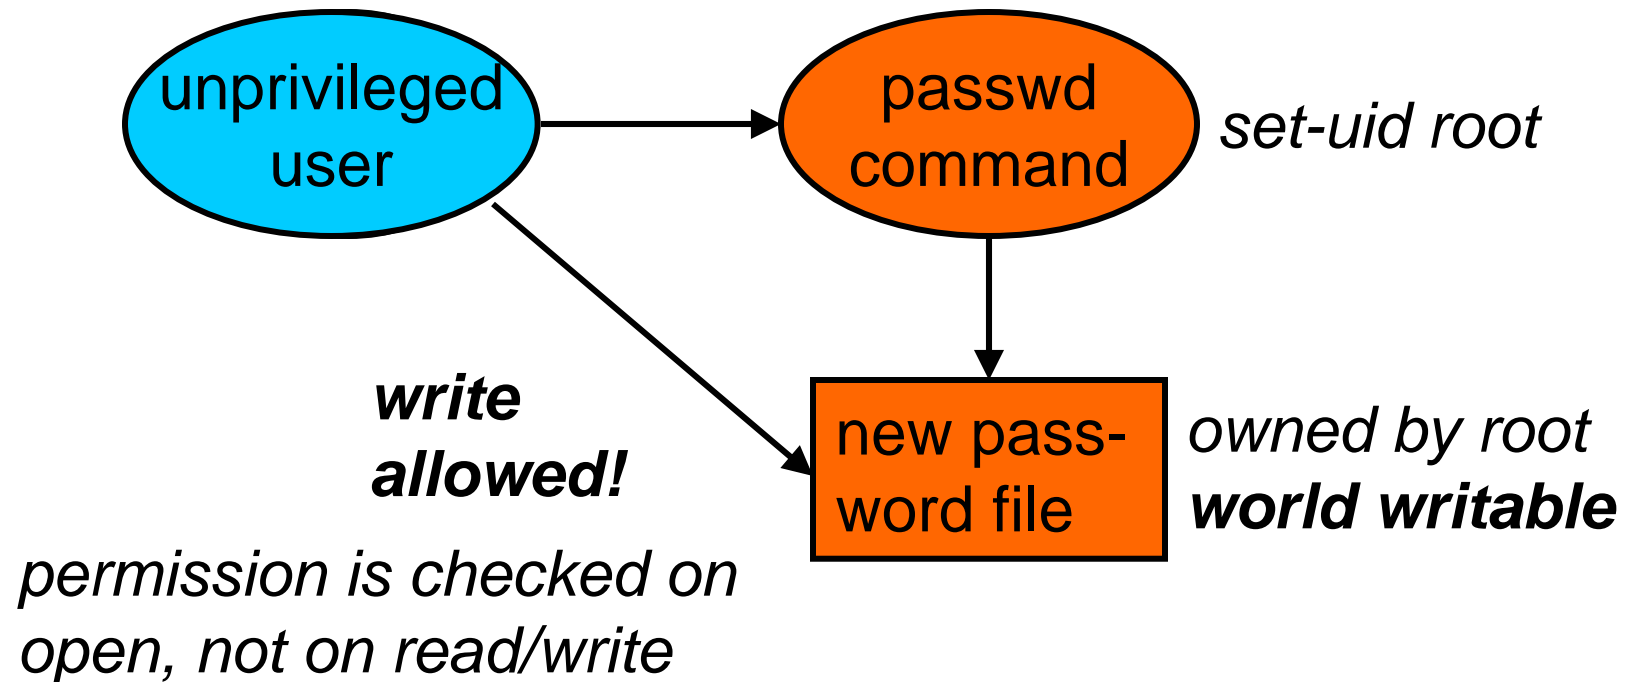 unprivileged
user
passwd
command
set-uid root
write
allowed!
new pass-
word file
owned by root
world writable
permission is checked on
open, not on read/write